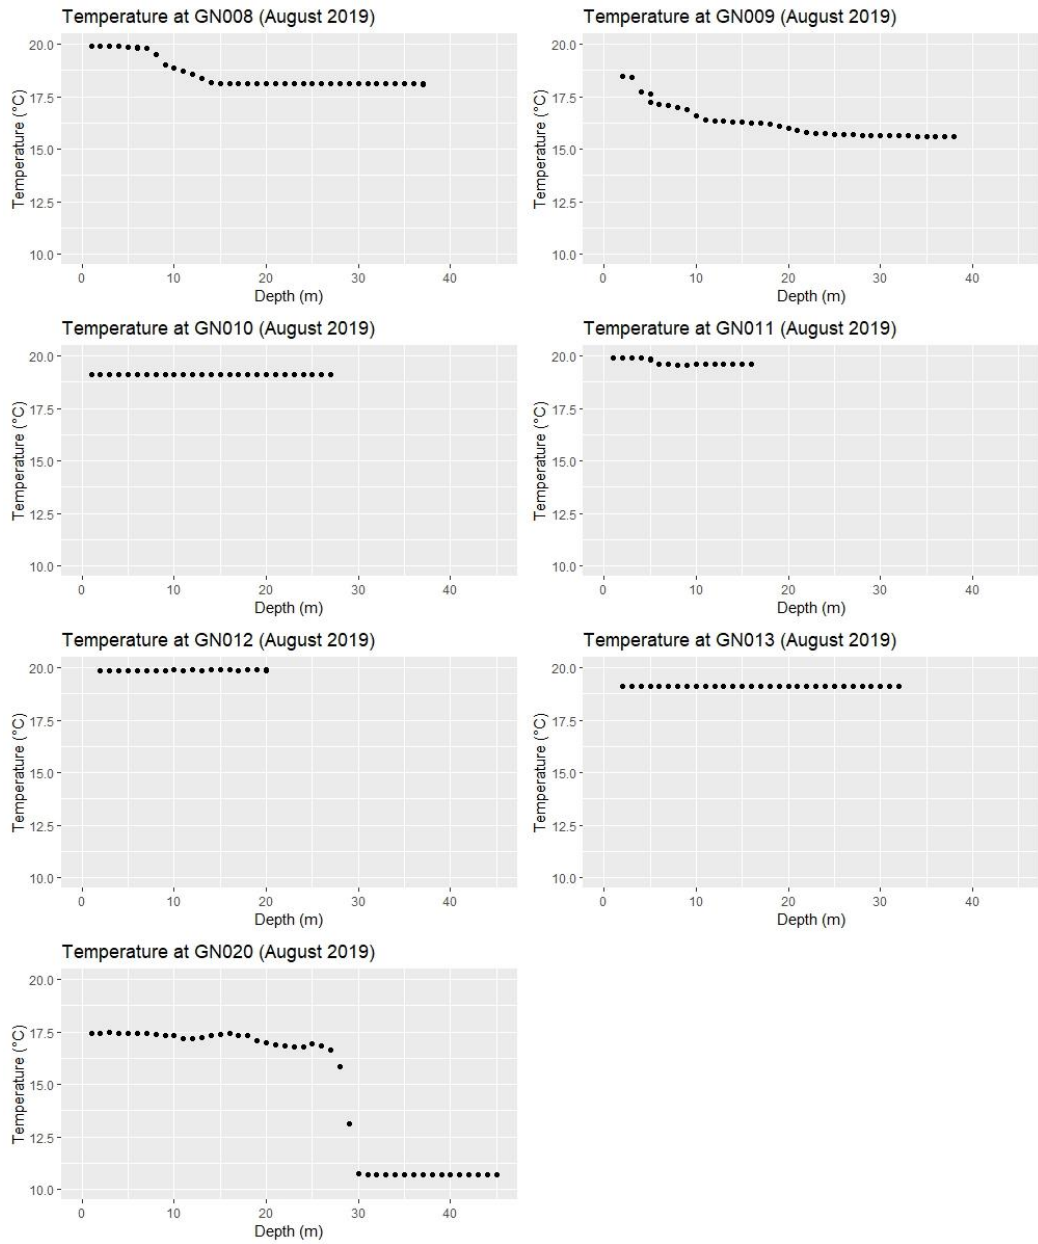 Temperature at GN008 (August 2019)
Temperature (°C)
20.0
17.5
15.0
12.5
10.0
0 10 20 30 40
Depth (m)
Temperature at GN009 (August 2019)
Temperature (°C)
20.0
17.5
15.0
12.5
10.0
0 10 20 30 40
Depth (m)
Temperature at GN010 (August 2019)
Temperature (°C)
20.0
17.5
15.0
12.5
10.0
0 10 20 30 40
Depth (m)
Temperature at GN011 (August 2019)
Temperature (°C)
20.0
17.5
15.0
12.5
10.0
0 10 20 30 40
Depth (m)
Temperature at GN012 (August 2019)
Temperature (°C)
20.0
17.5
15.0
12.5
10.0
0 10 20 30 40
Depth (m)
Temperature at GN013 (August 2019)
Temperature (°C)
20.0
17.5
15.0
12.5
10.0
0 10 20 30 40
Depth (m)
Temperature at GN020 (August 2019)
Temperature (°C)
20.0
17.5
15.0
12.5
10.0
0 10 20 30 40
Depth (m)